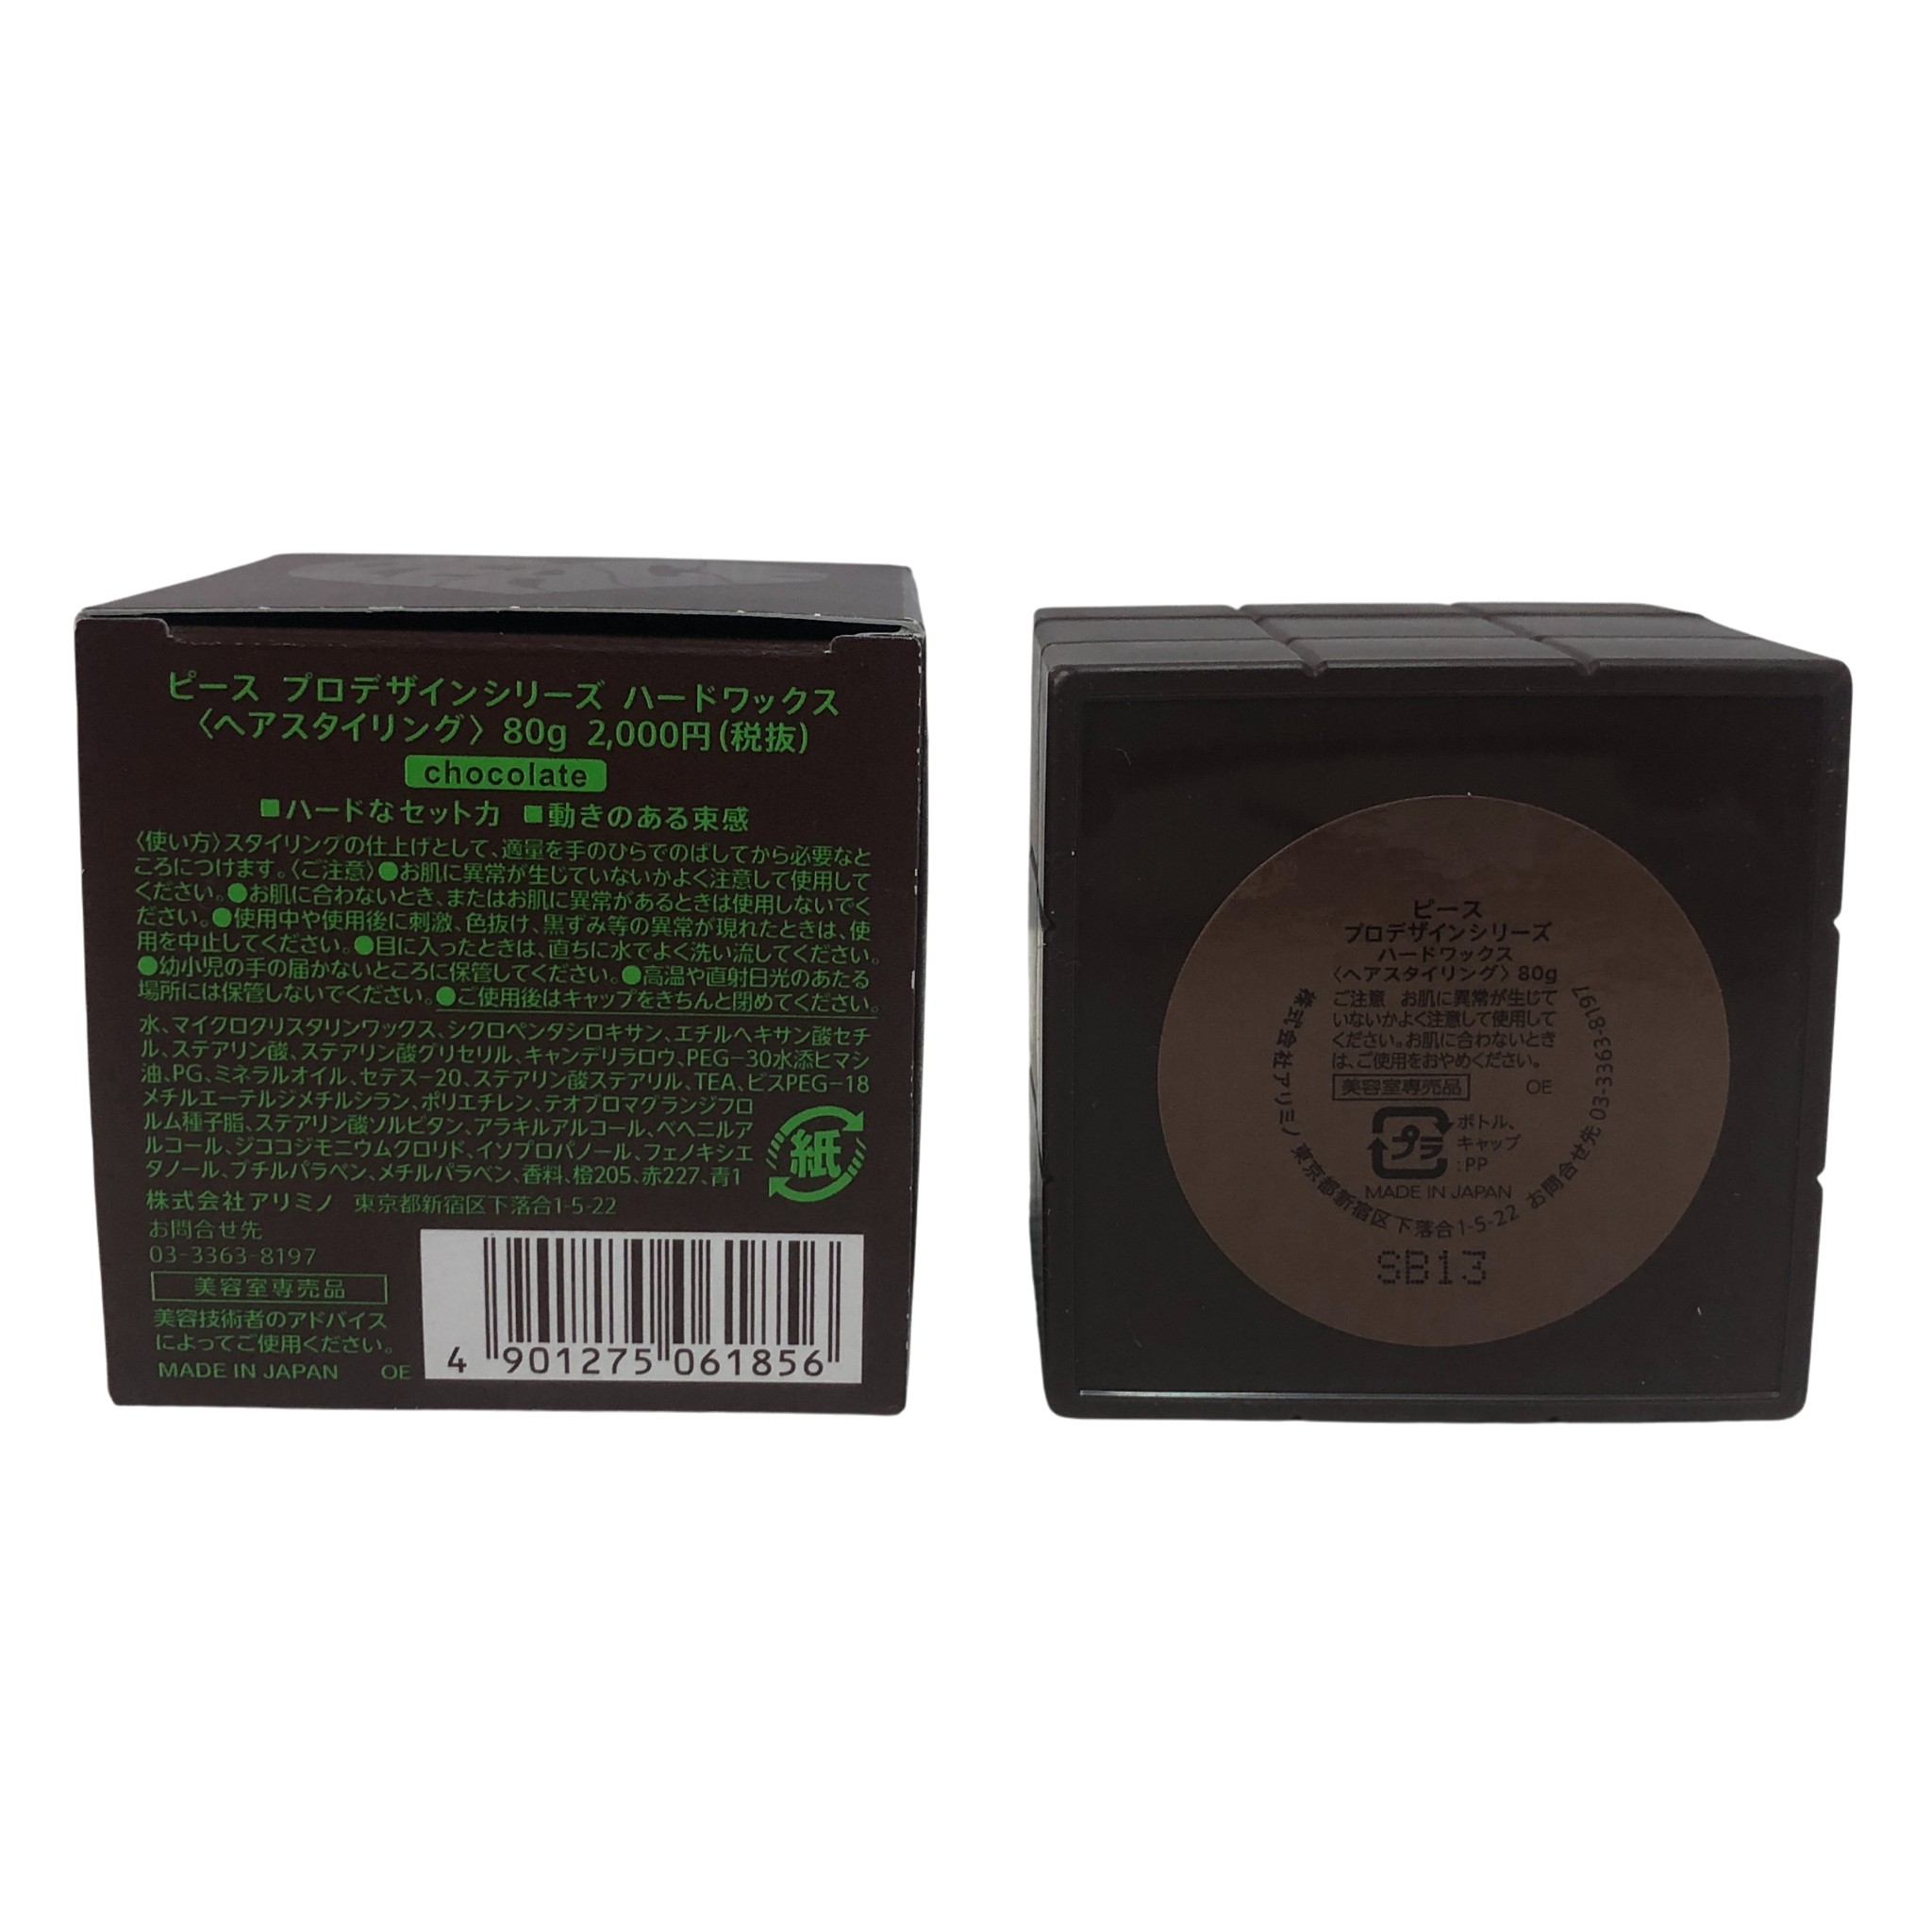 ピース プロデザインシリーズ ハードワックス
〈ヘアスタイリング〉80g 2,000円(税抜)
chocolate
■ハードなセット力 ■動きのある束感
〈使い方〉スタイリングの仕上げとして、適量を手のひらでのばしてから必要なと
ころにつけます。〈ご注意〉●お肌に異常が生じていないかよく注意して使用して
ください。●お肌に合わないとき、またはお肌に異常があるときは使用しないでく
ださい。●使用中や使用後に刺激、色抜け、黒ずみ等の異常が現れたときは、使
用を中止してください。●目に入ったときは、直ちに水でよく洗い流してください。
●幼小児の手の届かないところに保管してください。●高温や直射日光のあたる
場所には保管しないでください。●ご使用後はキャップをきちんと閉めてください。
水、マイクロクリスタリンワックス、シクロペンタシロキサン、エチルヘキサン酸セチ
ル、ステアリン酸、ステアリン酸グリセリル、キャンデリラロウ、PEG-30水添ヒマシ
油、PG、ミネラルオイル、セテス-20、ステアリン酸ステアリル、TEA、ビスPEG-18
メチルエーテルジメチルシラン、ポリエチレン、テオブロマグランジフロ
ルム種子脂、ステアリン酸ソルビタン、アラキルアルコール、ベヘニルア
ルコール、ジココジモニウムクロリド、イソプロパノール、フェノキシエ
タノール、ブチルパラベン、メチルパラベン、香料、橙205、赤227、青1
紙
株式会社アリミノ 東京都新宿区下落合1-5-22
お問合せ先
03-3363-8197
美容室専売品
美容技術者のアドバイス
によってご使用ください。
MADE IN JAPAN OE
4 901275 061856
ピース
プロデザインシリーズ
ハードワックス
〈ヘアスタイリング〉80g
ご注意 お肌に異常が生じて
いないかよく注意して使用して
ください。お肌に合わないとき
は、ご使用をおやめください。
美容室専売品 OE
プラ
ボトル、
キャップ
:PP
MADE IN JAPAN
株式会社アリミノ 東京都新宿区下落合1-5-22 お問合せ先 03-3363-8197
SB13